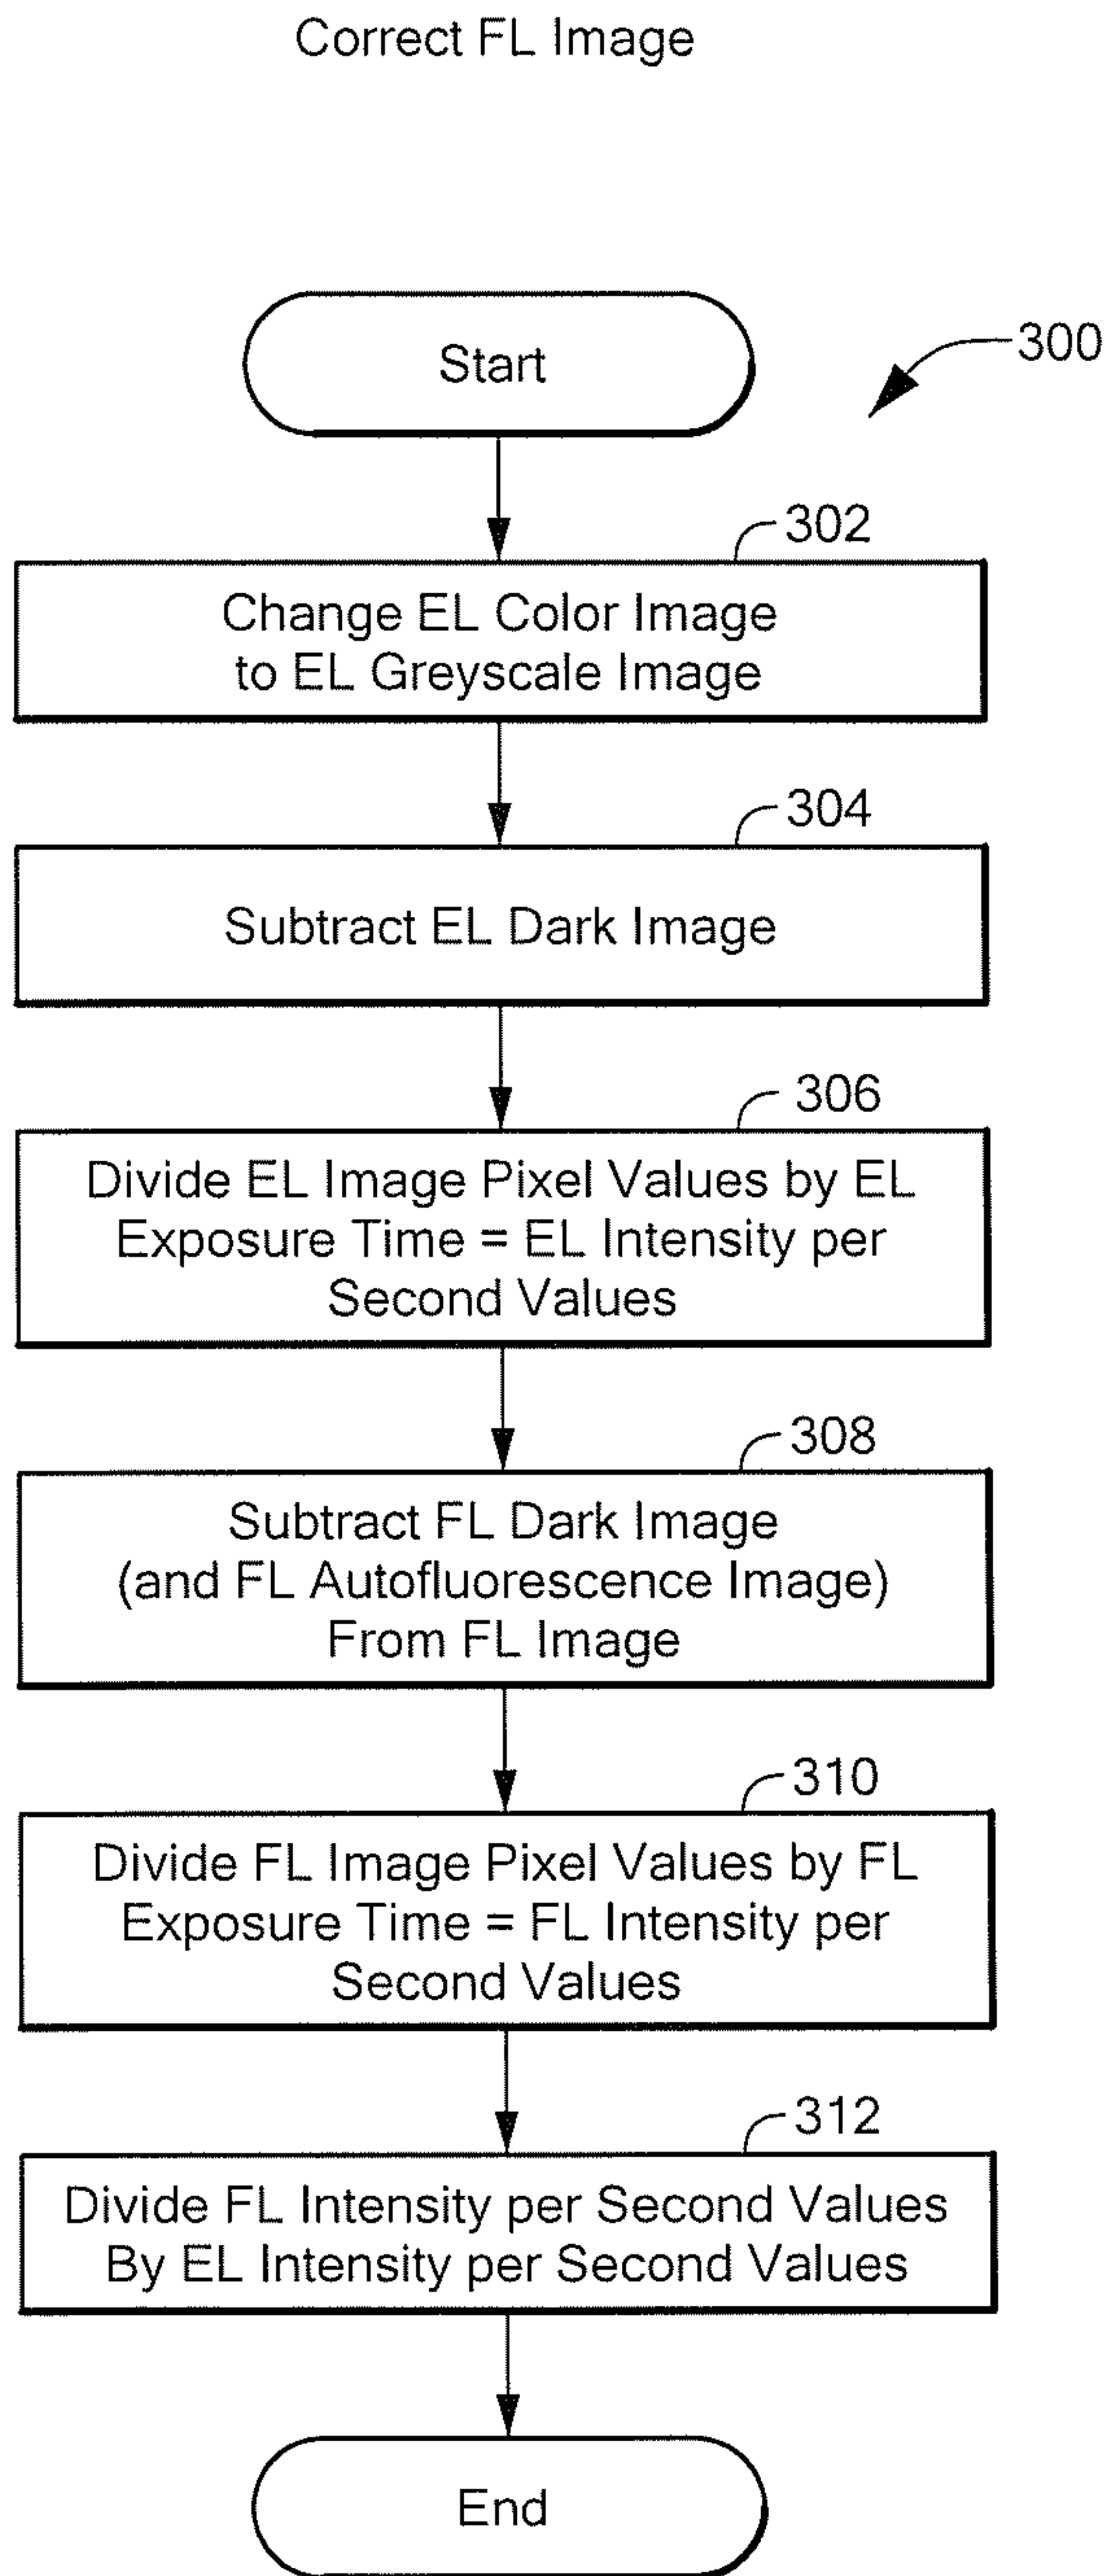 Correct FL Image
Start
300
302
Change EL Color Image
to EL Greyscale Image
304
Subtract EL Dark Image
306
Divide EL Image Pixel Values by EL
Exposure Time = EL Intensity per
Second Values
308
Subtract FL Dark Image
(and FL Autofluorescence Image)
From FL Image
310
Divide FL Image Pixel Values by FL
Exposure Time = FL Intensity per
Second Values
312
Divide FL Intensity per Second Values
By EL Intensity per Second Values
End